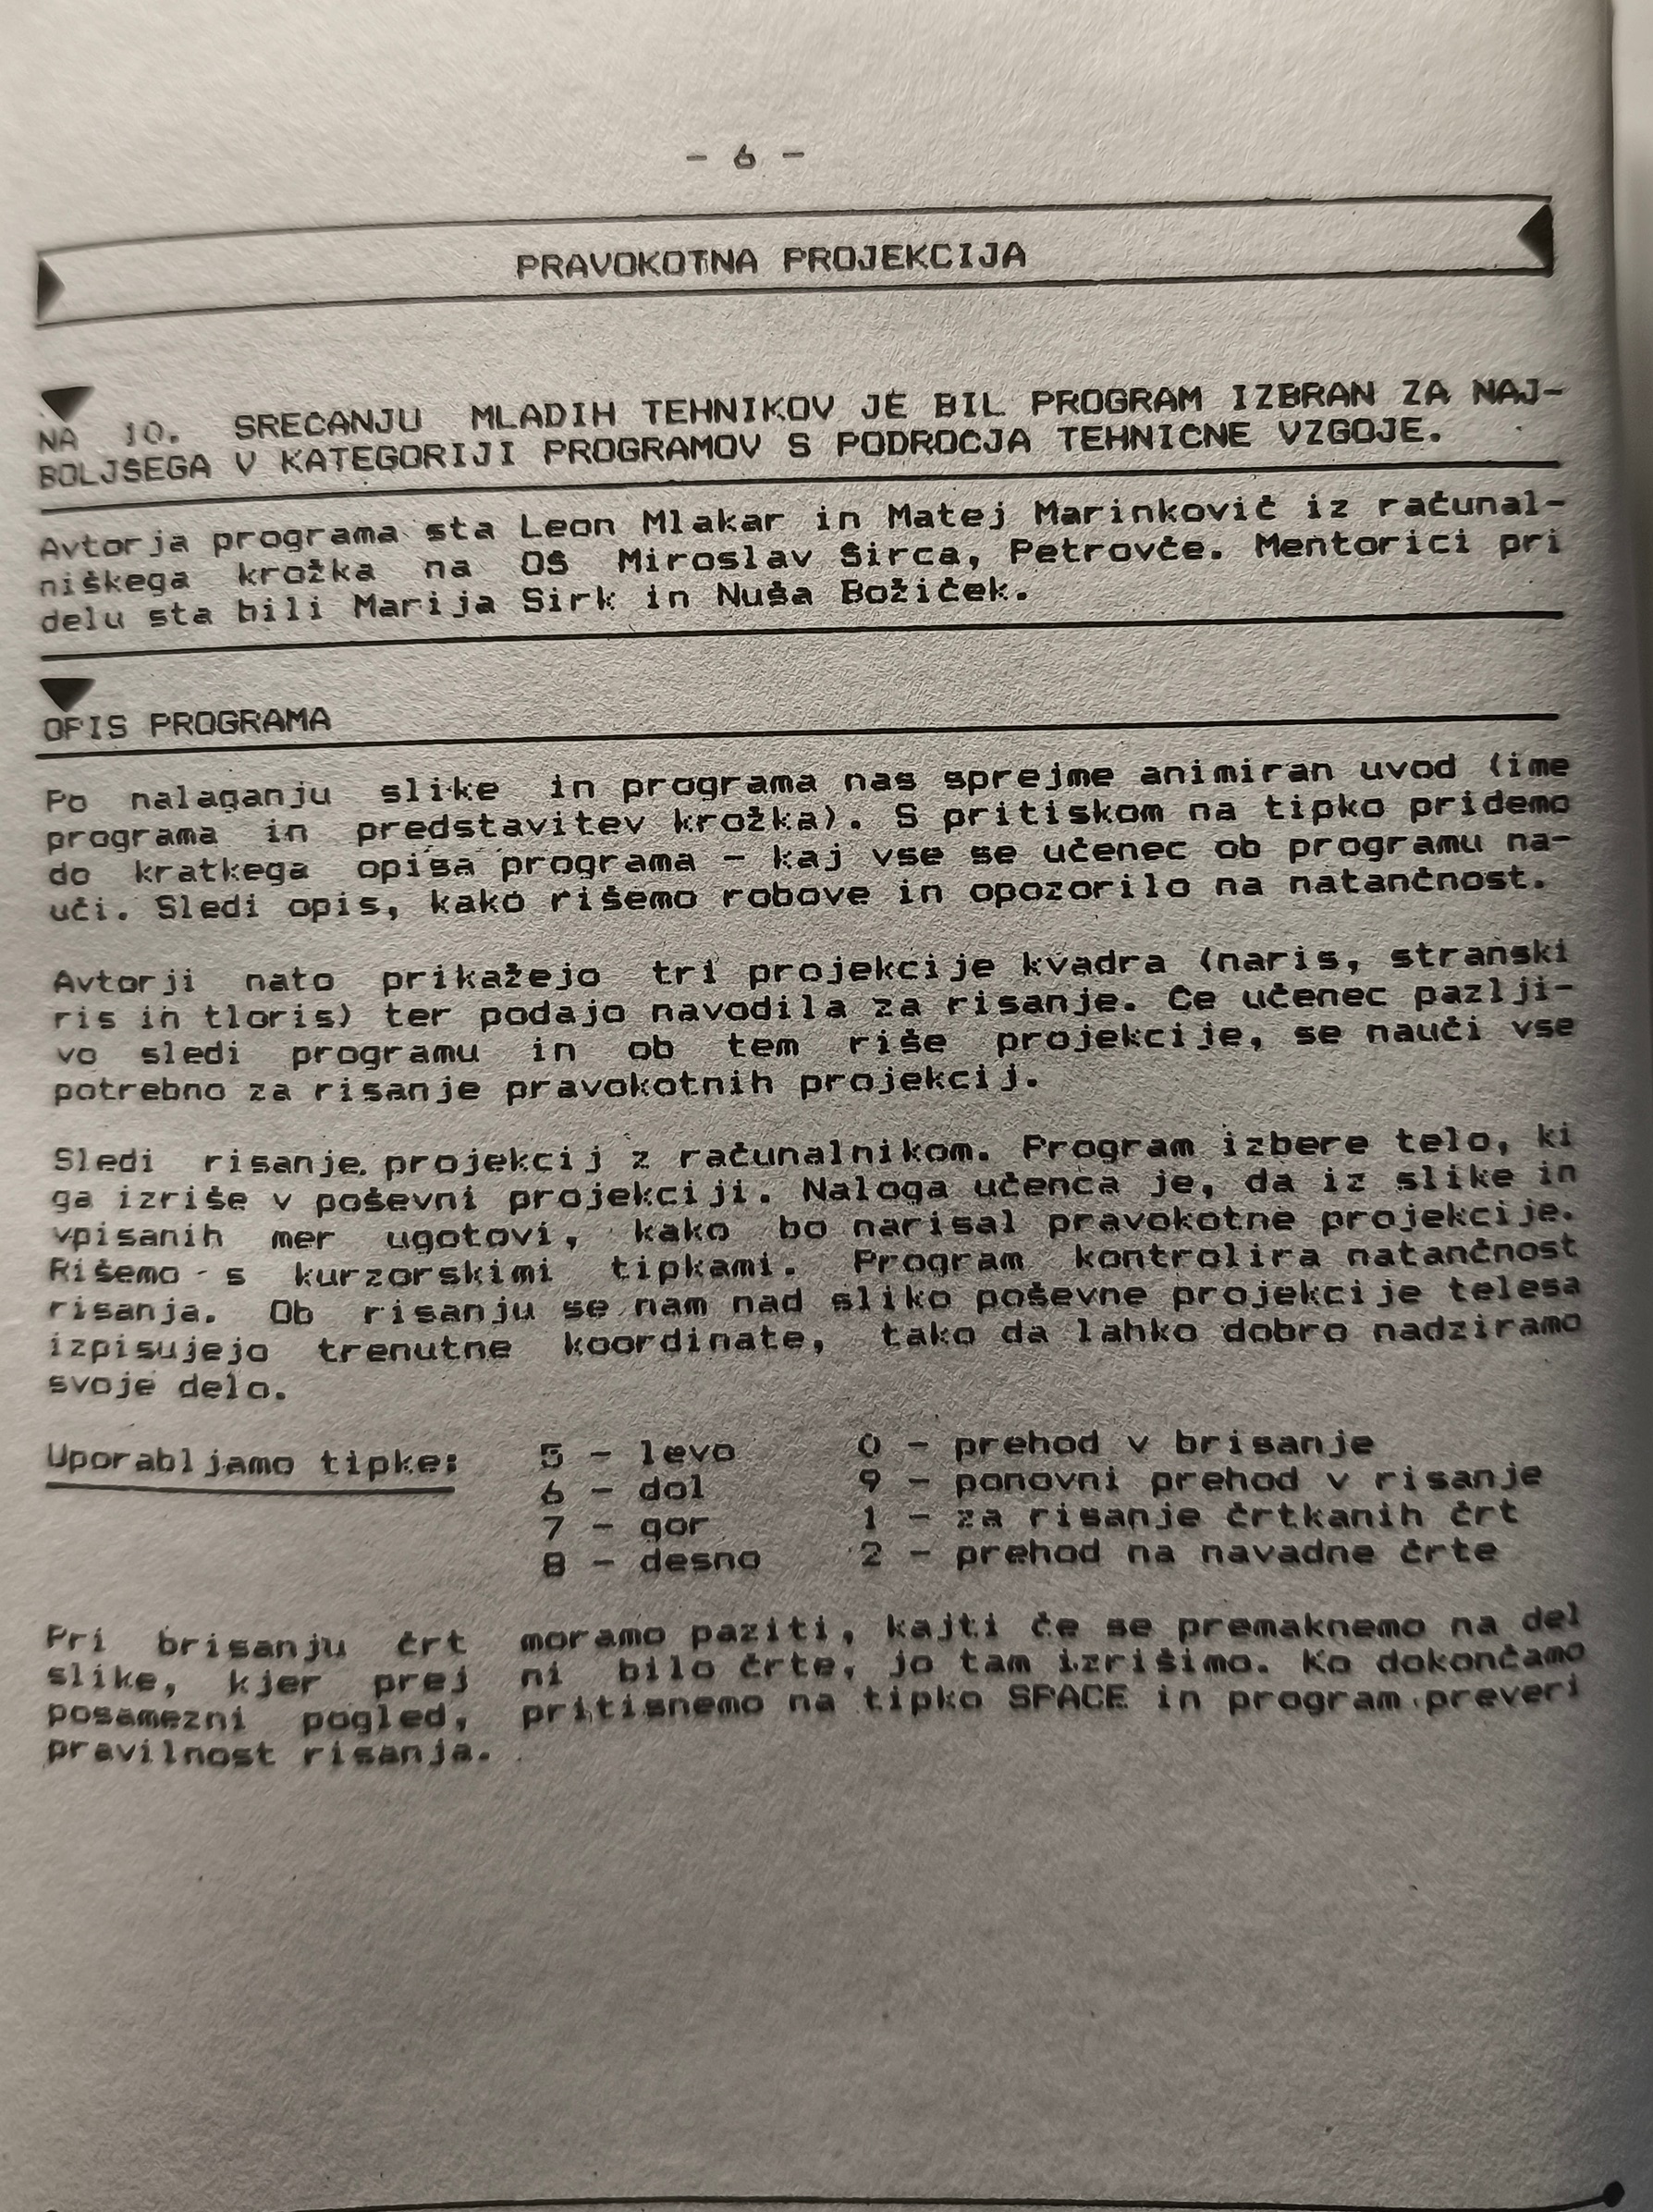 - 6 -
PRAVOKOTNA PROJEKCIJA
NA 10. SREČANJU MLADIH TEHNIKOV JE BIL PROGRAM IZBRAN ZA NAJ-
BOLJŠEGA V KATEGORIJI PROGRAMOV S PODROČJA TEHNIČNE VZGOJE.
Avtorja programa sta Leon Mlakar in Matej Marinkovič iz računal-
niškega krožka na OŠ Miroslav Širca, Petrovče. Mentorici pri
delu sta bili Marija Sirk in Nuša Božiček.
OPIS PROGRAMA
Po nalaganju slike in programa nas sprejme animiran uvod (ime
programa in predstavitev krožka). S pritiskom na tipko pridemo
do kratkega opisa programa - kaj vse se učenec ob programu na-
uči. Sledi opis, kako rišemo robove in opozorilo na natančnost.
Avtorji nato prikažejo tri projekcije kvadra (naris, stranski
ris in tloris) ter podajo navodila za risanje. Če učenec pazlji-
vo sledi programu in ob tem riše projekcije, se nauči vse
potrebno za risanje pravokotnih projekcij.
Sledi risanje projekcij z računalnikom. Program izbere telo, ki
ga izriše v poševni projekciji. Naloga učenca je, da iz slike in
vpisanih mer ugotovi, kako bo narisal pravokotne projekcije.
Rišemo s kurzorskimi tipkami. Program kontrolira natančnost
risanja. Ob risanju se nam nad sliko poševne projekcije telesa
izpisujejo trenutne koordinate, tako da lahko dobro nadziramo
svoje delo.
Uporabljamo tipke: 5 - levo 0 - prehod v brisanje
6 - dol 9 - ponovni prehod v risanje
7 - gor 1 - za risanje črtkanih črt
8 - desno 2 - prehod na navadne črte
Pri brisanju črt moramo paziti, kajti če se premaknemo na del
slike, kjer prej ni bilo črte, jo tam izrišimo. Ko dokončamo
posamezni pogled, pritisnemo na tipko SPACE in program preveri
pravilnost risanja.